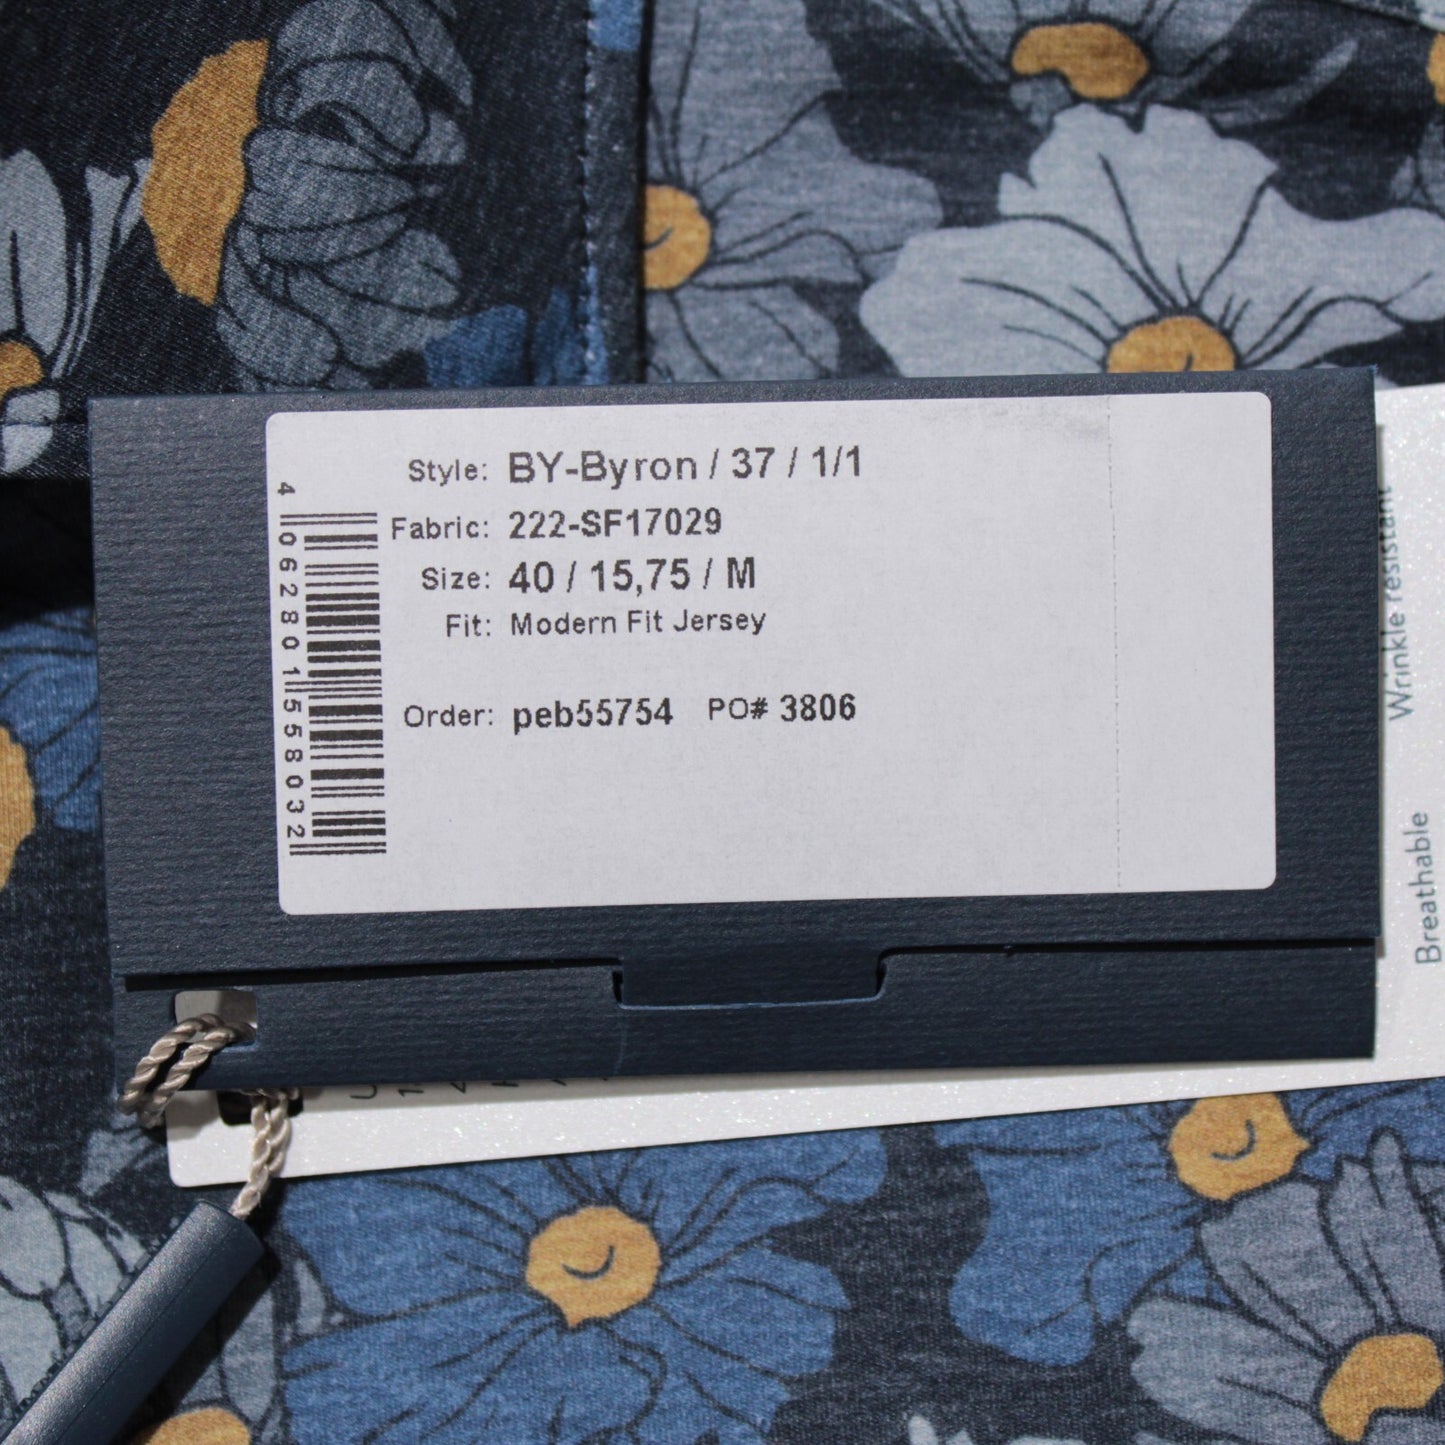 Style: BY-Byron / 37 / 1/1
Fabric: 222-SF17029
Size: 40 / 15,75 / M
Fit: Modern Fit Jersey
Order: peb55754 PO# 3806
4 062801 558032
Wrinkle resistant
Breathable